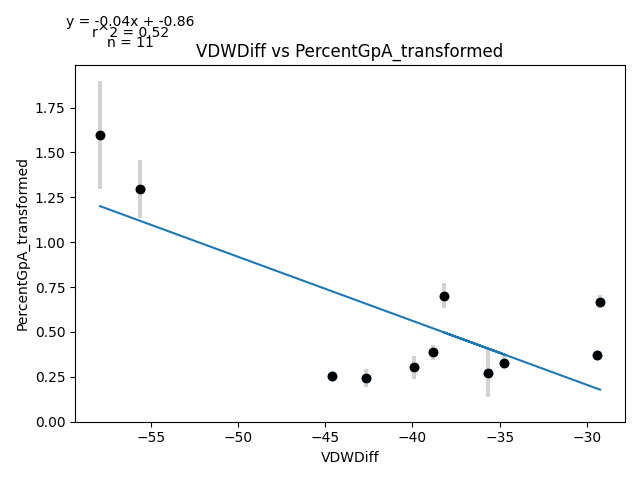 y = -0.04x + -0.86
r^2 = 0.52
n = 11
VDWDiff vs PercentGpA_transformed
PercentGpA_transformed
1.75
1.50
1.25
1.00
0.75
0.50
0.25
0.00
−55
−50
−45
−40
−35
−30
VDWDiff